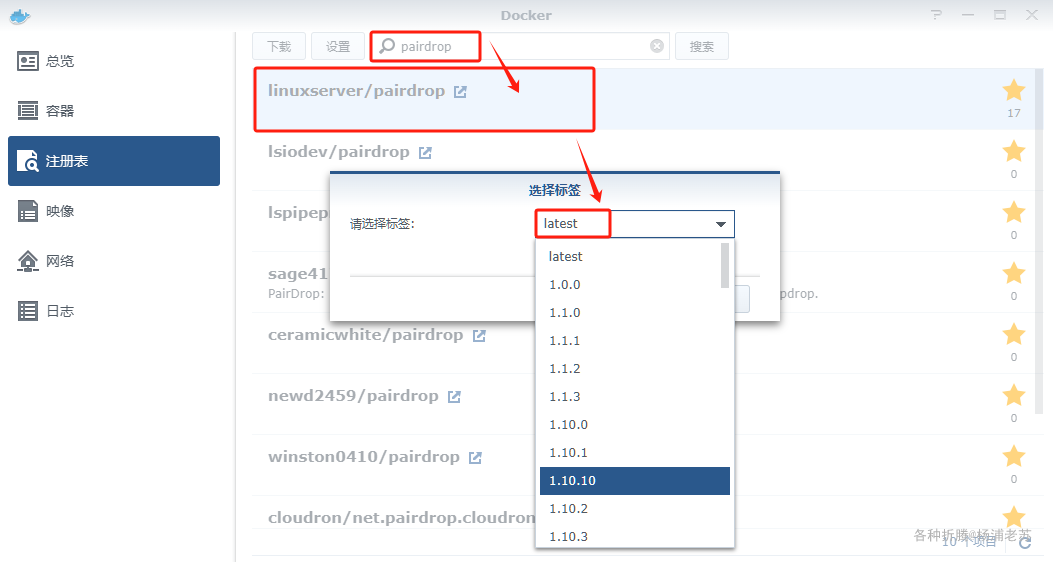 Docker
总览
容器
注册表
映像
网络
日志
下载 设置 pairdrop 搜索
linuxserver/pairdrop
17
lsiodev/pairdrop
0
lspipep
0
sage41
PairDrop: pdrop.
0
ceramicwhite/pairdrop
0
newd2459/pairdrop
0
winston0410/pairdrop
0
cloudron/net.pairdrop.cloudron
选择标签
请选择标签: latest
latest
1.0.0
1.1.0
1.1.1
1.1.2
1.1.3
1.10.0
1.10.1
1.10.10
1.10.2
1.10.3
各种折腾@杨浦老苏
10 个项目